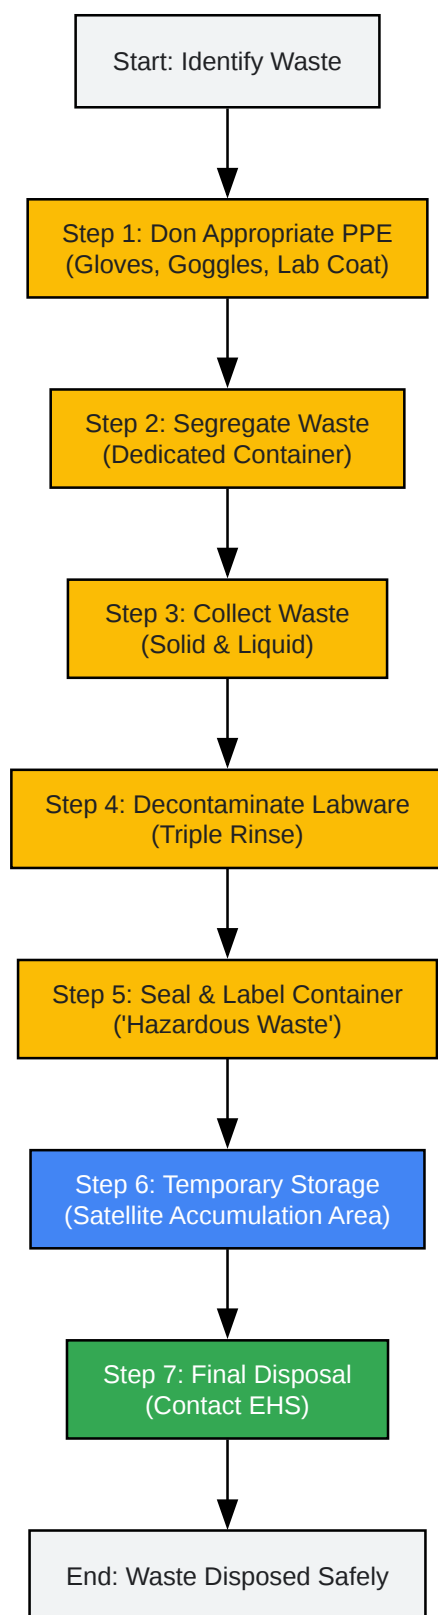 Start: Identify Waste
Step 1: Don Appropriate PPE
(Gloves, Goggles, Lab Coat)
Step 2: Segregate Waste
(Dedicated Container)
Step 3: Collect Waste
(Solid & Liquid)
Step 4: Decontaminate Labware
(Triple Rinse)
Step 5: Seal & Label Container
('Hazardous Waste')
Step 6: Temporary Storage
(Satellite Accumulation Area)
Step 7: Final Disposal
(Contact EHS)
End: Waste Disposed Safely